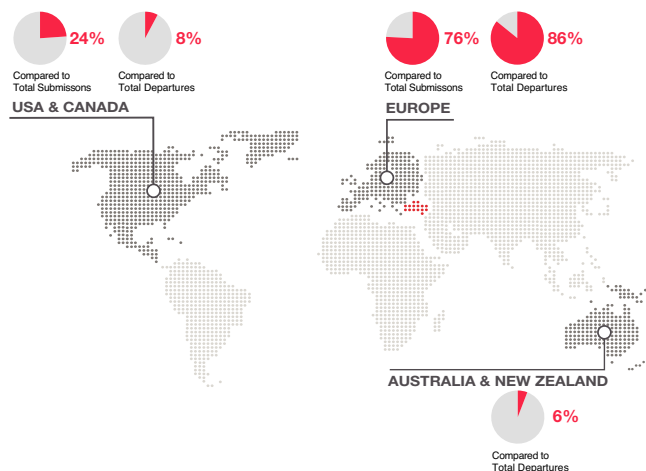 24%
Compared to
Total Submissons
8%
Compared to
Total Departures
USA & CANADA
76%
Compared to
Total Submissons
86%
Compared to
Total Departures
EUROPE
AUSTRALIA & NEW ZEALAND
6%
Compared to
Total Departures